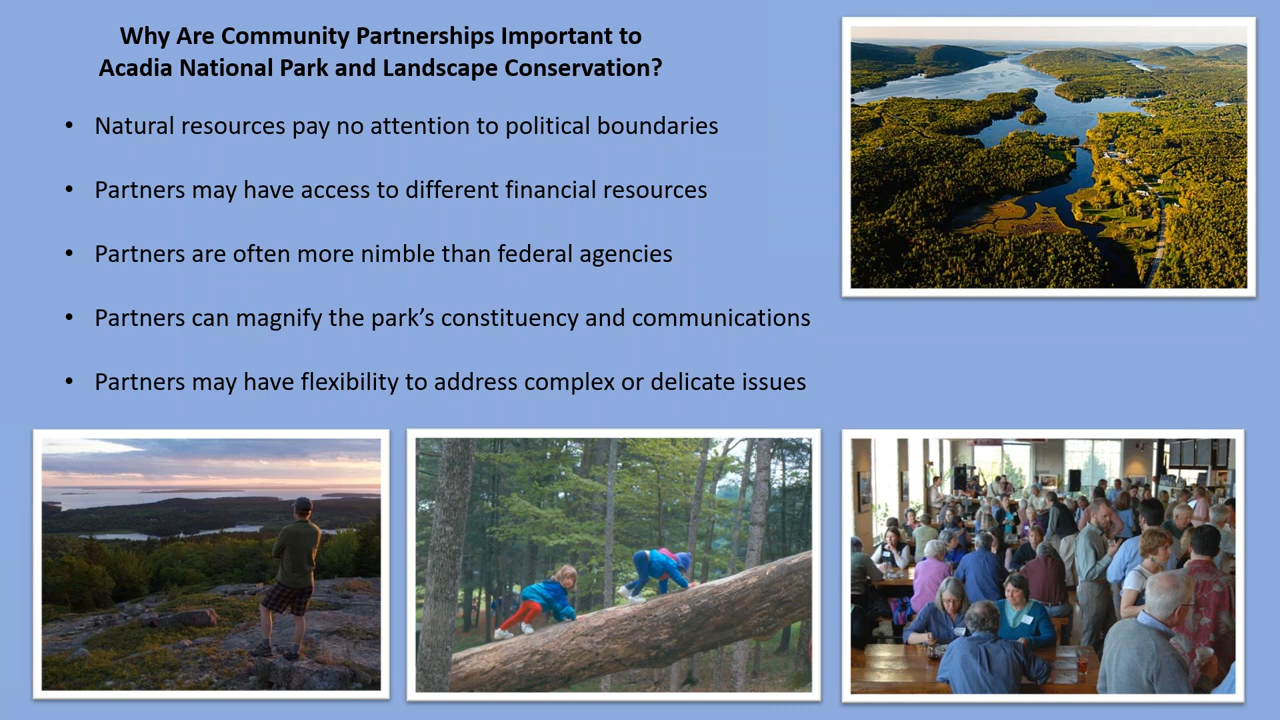 Why Are Community Partnerships Important to
Acadia National Park and Landscape Conservation?
• Natural resources pay no attention to political boundaries
• Partners may have access to different financial resources
• Partners are often more nimble than federal agencies
• Partners can magnify the park’s constituency and communications
• Partners may have flexibility to address complex or delicate issues